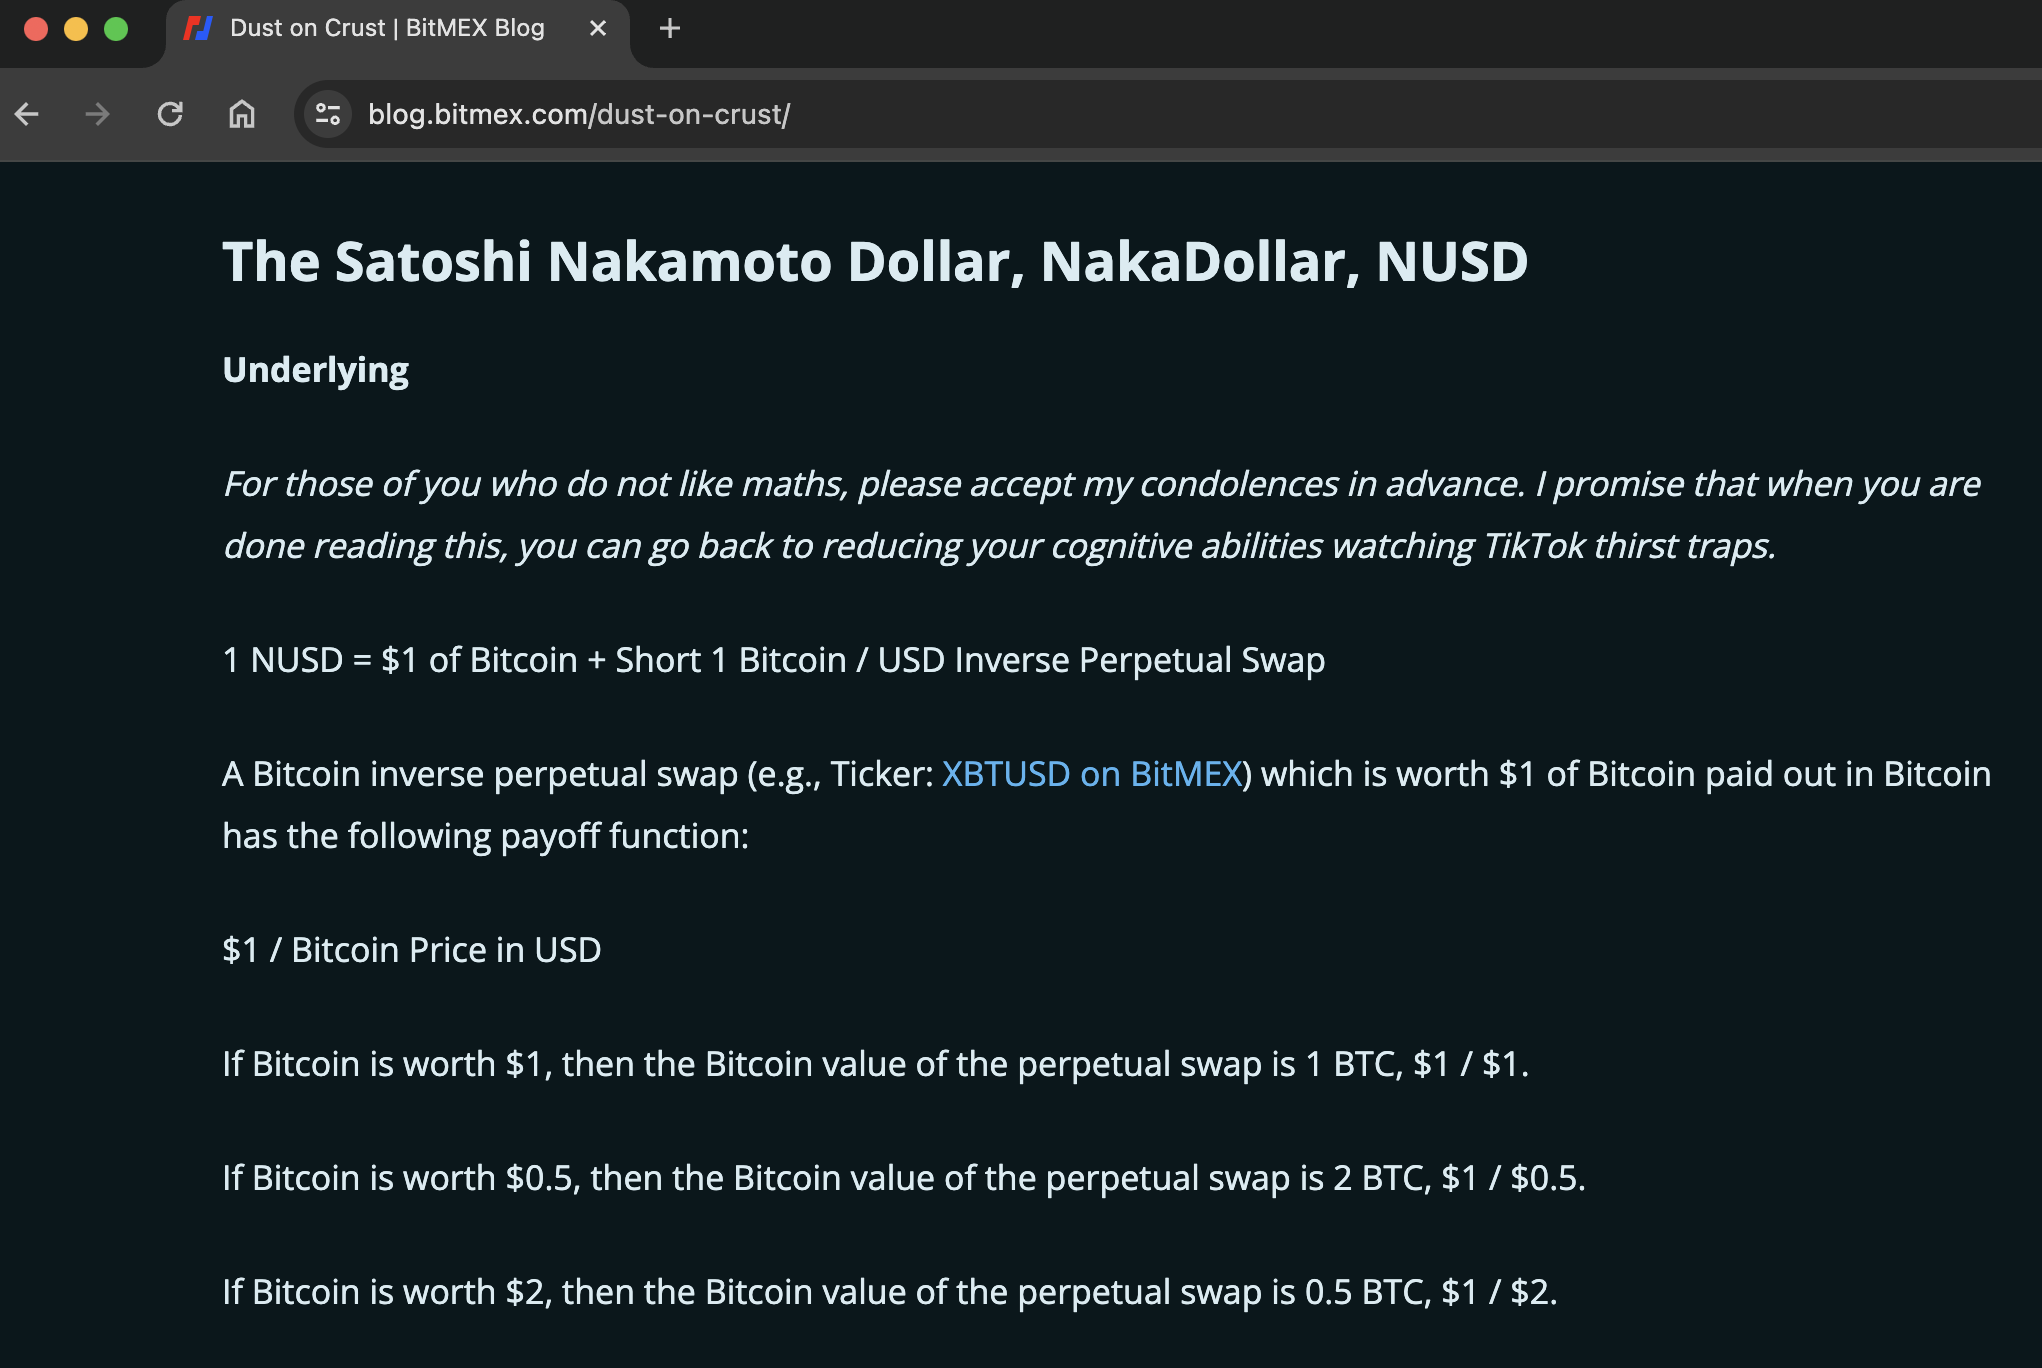 Dust on Crust | BitMEX Blog
blog.bitmex.com/dust-on-crust/
The Satoshi Nakamoto Dollar, NakaDollar, NUSD
Underlying
For those of you who do not like maths, please accept my condolences in advance. I promise that when you are
done reading this, you can go back to reducing your cognitive abilities watching TikTok thirst traps.
1 NUSD = $1 of Bitcoin + Short 1 Bitcoin / USD Inverse Perpetual Swap
A Bitcoin inverse perpetual swap (e.g., Ticker: XBTUSD on BitMEX) which is worth $1 of Bitcoin paid out in Bitcoin
has the following payoff function:
$1 / Bitcoin Price in USD
If Bitcoin is worth $1, then the Bitcoin value of the perpetual swap is 1 BTC, $1 / $1.
If Bitcoin is worth $0.5, then the Bitcoin value of the perpetual swap is 2 BTC, $1 / $0.5.
If Bitcoin is worth $2, then the Bitcoin value of the perpetual swap is 0.5 BTC, $1 / $2.